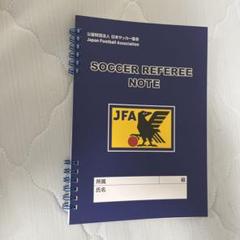 公益財団法人 日本サッカー協会
Japan Football Association
SOCCER REFEREE
NOTE
JFA
所属 級
氏名